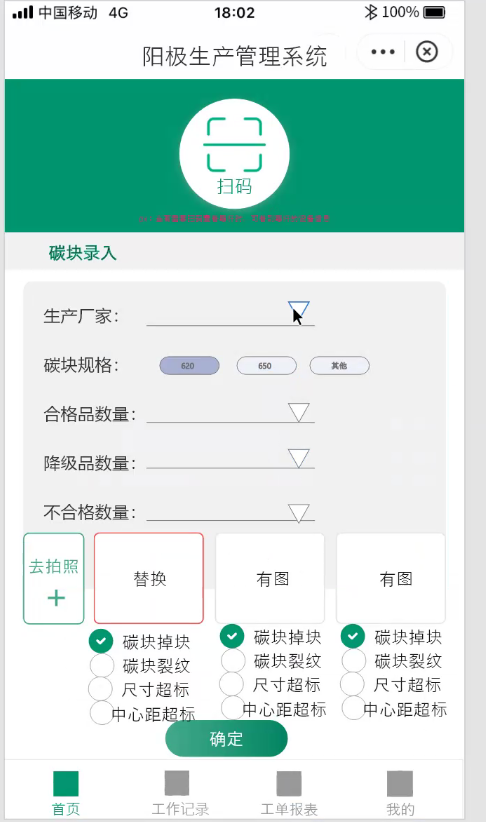 中国移动 4G 18:02 100%
阳极生产管理系统
扫码
碳块录入
生产厂家：
碳块规格： 620 650 其他
合格品数量：
降级品数量：
不合格数量：
去拍照 替换 有图 有图
+
碳块掉块 碳块掉块 碳块掉块
碳块裂纹 碳块裂纹 碳块裂纹
尺寸超标 尺寸超标 尺寸超标
中心距超标 中心距超标 中心距超标
确定
首页 工作记录 工单报表 我的